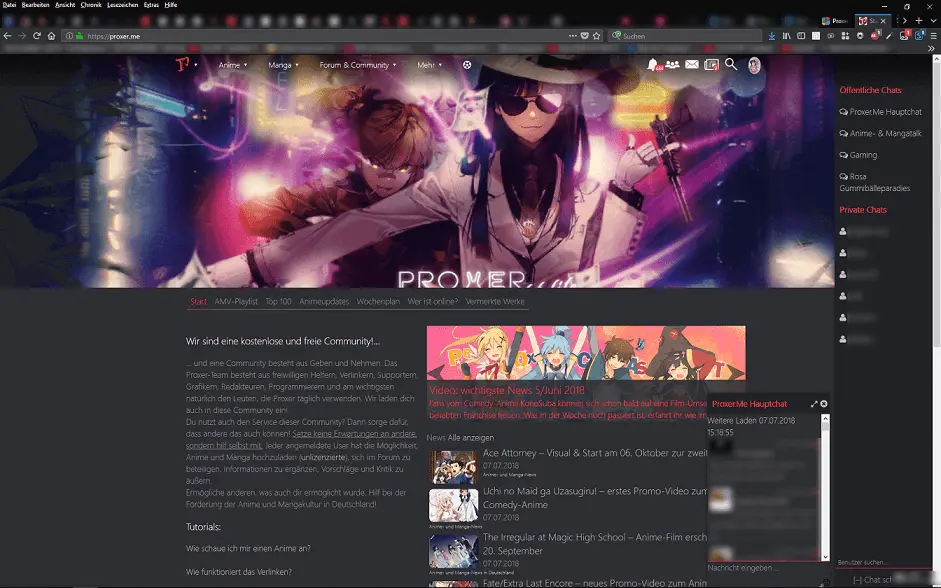 Datei Bearbeiten Ansicht Chronik Lesezeichen Extras Hilfe
Proxe
https://proxer.me
Suchen
Anime
Manga
Forum & Community
Mehr
PROXER
Öffentliche Chats
Proxer.Me Hauptchat
Anime- & Mangatalk
Gaming
Rosa
Gummibälleparadies
Private Chats
Start AMV-Playlist Top 100 Animeupdates Wochenplan Wer ist online? Vermerkte Werke
Wir sind eine kostenlose und freie Community!...
... und eine Community besteht aus Geben und Nehmen. Das
Proxer-Team besteht aus freiwilligen Helfern, Verlinkern, Supportern,
Grafikern, Redakteuren, Programmierern und am wichtigsten
natürlich den Leuten, die Proxer täglich verwenden. Wir laden dich
auch in diese Community ein!
Du nutzt auch den Service dieser Community? Dann sorge dafür,
dass andere das auch können! Setze keine Erwartungen an andere,
sondern hilf selbst mit. Jeder angemeldete User hat die Möglichkeit,
Anime und Manga hochzuladen (unlizenzierte), sich im Forum zu
beteiligen. Informationen zu ergänzen. Vorschläge und Kritik zu
äußern.
Ermögliche anderen, was auch dir ermöglicht wurde. Hilf bei der
Förderung der Anime und Mangakultur in Deutschland!
Tutorials:
Wie schaue ich mir einen Anime an?
Wie funktioniert das Verlinken?
Video: wichtigste News 5/Juni 2018
Fans vom Comedy-Anime KonoSuba können sich schon bald auf eine Film-Umse
beliebten Franchise freuen. Was in der Woche noch passiert ist, erfahrt ihr wie im
News Alle anzeigen
Ace Attorney – Visual & Start am 06. Oktober zur zweit
07.07.2018
Anime und Manga-News
Uchi no Maid ga Uzasugiru! – erstes Promo-Video zum
Comedy-Anime
07.07.2018
Anime- und Manga-News
The Irregular at Magic High School – Anime-Film ersch
20. September
07.07.2018
Anime und Manga-News in Deutschland
Fate/Extra Last Encore – neues Promo-Video zum Ani
Proxer.Me Hauptchat
Weitere Laden 07.07.2018
15:18:55
Nachricht eingeben ...
Benutzer suchen...
[–] Chat sch